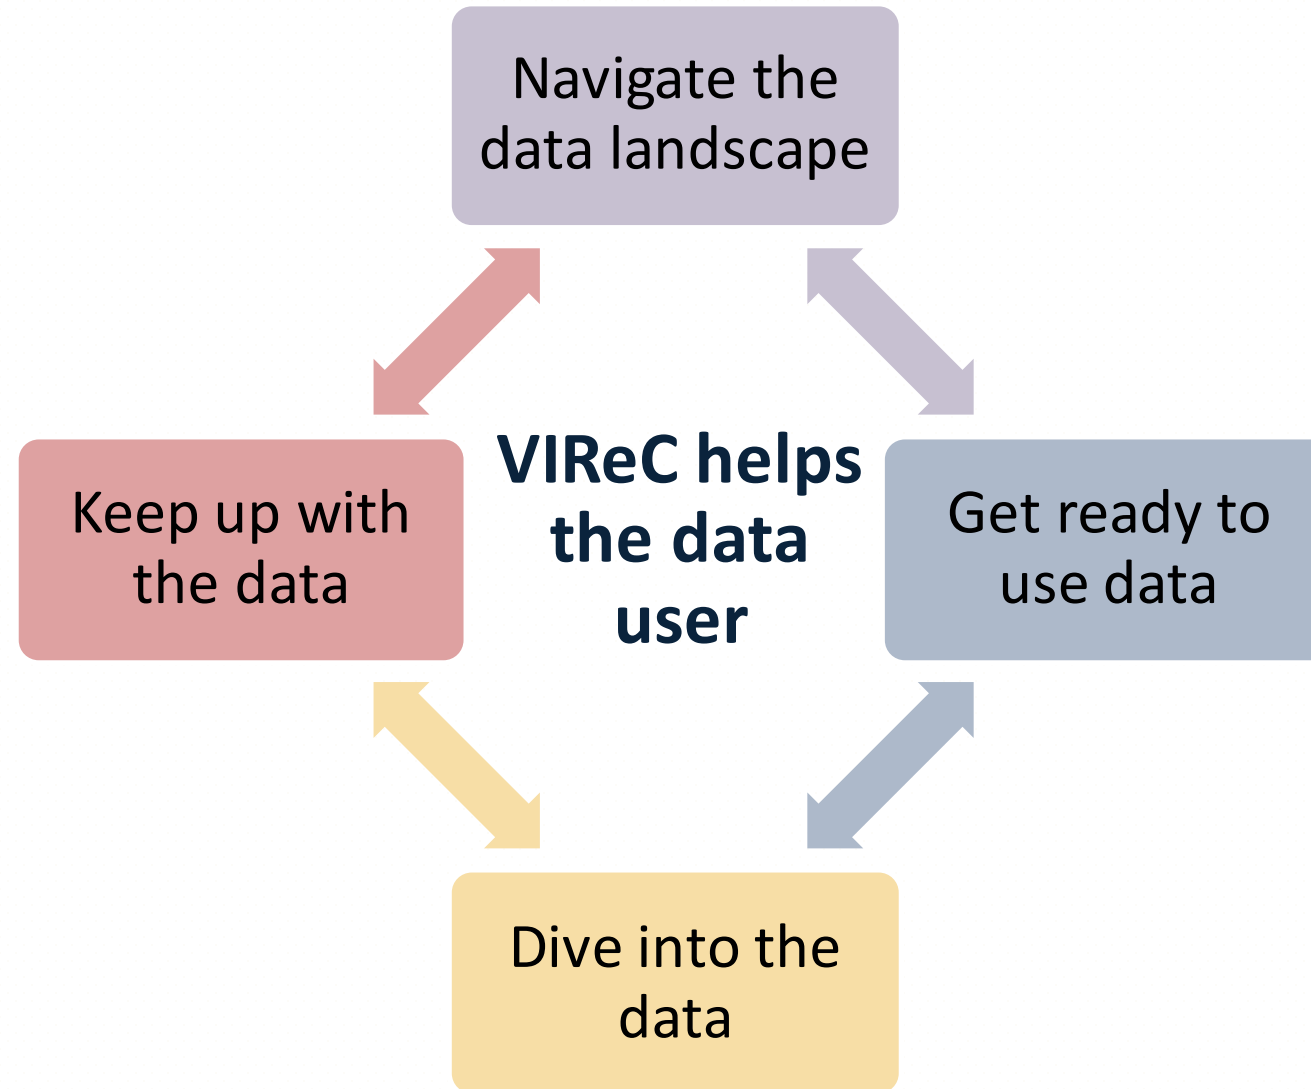 Navigate the
data landscape
Keep up with
the data
VIReC helps
the data
user
Get ready to
use data
Dive into the
data